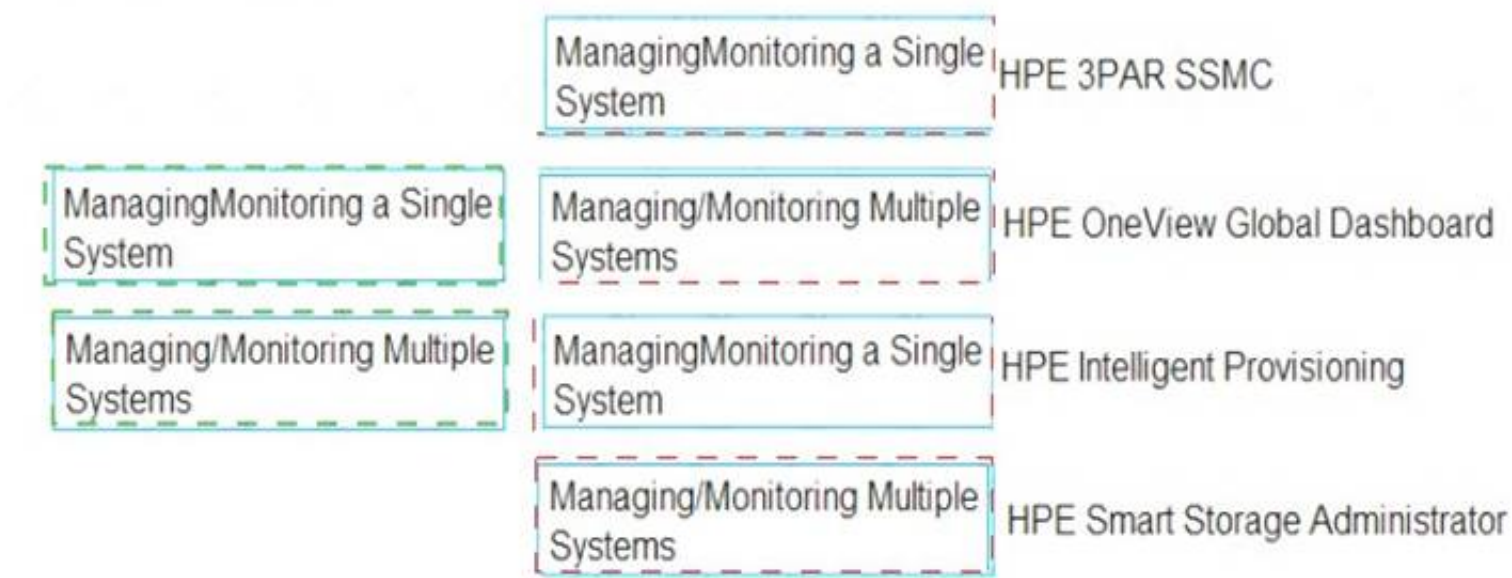 ManagingMonitoring a Single
System
HPE 3PAR SSMC
ManagingMonitoring a Single
System
Managing/Monitoring Multiple
Systems
HPE OneView Global Dashboard
Managing/Monitoring Multiple
Systems
ManagingMonitoring a Single
System
HPE Intelligent Provisioning
Managing/Monitoring Multiple
Systems
HPE Smart Storage Administrator